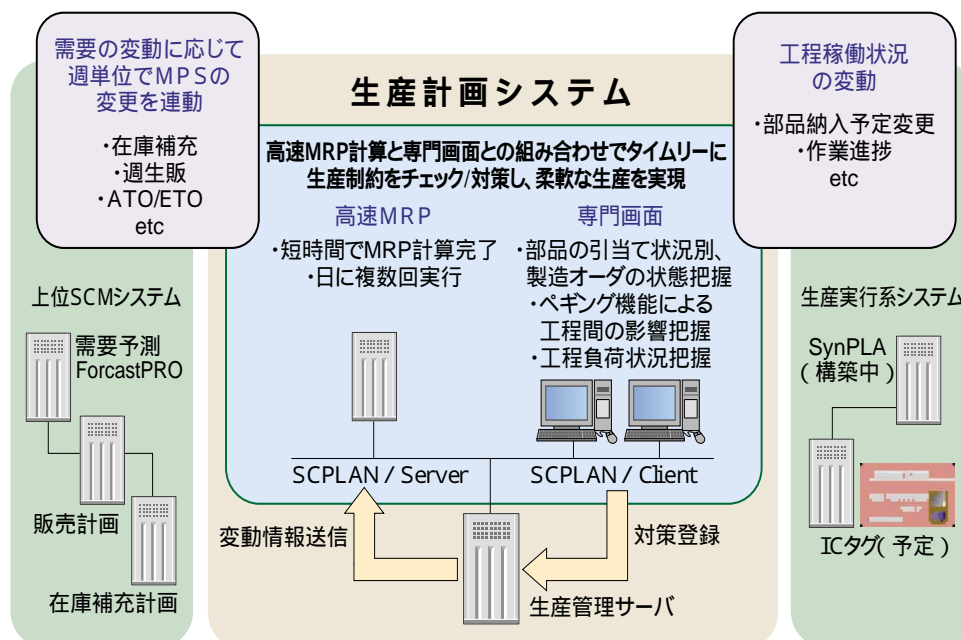 需要の変動に応じて
週単位でMPSの
変更を連動
・在庫補充
・週生販
・ATO/ETO
etc
工程稼働状況
の変動
・部品納入予定変更
・作業進捗
etc
生産計画システム
高速MRP計算と専門画面との組み合わせでタイムリーに
生産制約をチェック/対策し、柔軟な生産を実現
高速MRP
・短時間でMRP計算完了
・日に複数回実行
専門画面
・部品の引当て状況別、
製造オーダの状態把握
・ペギング機能による
工程間の影響把握
・工程負荷状況把握
SCPLAN / Server
SCPLAN / Client
変動情報送信
対策登録
生産管理サーバ
上位SCMシステム
需要予測
ForcastPRO
販売計画
在庫補充計画
生産実行系システム
SynPLA
(構築中)
ICタグ(予定)